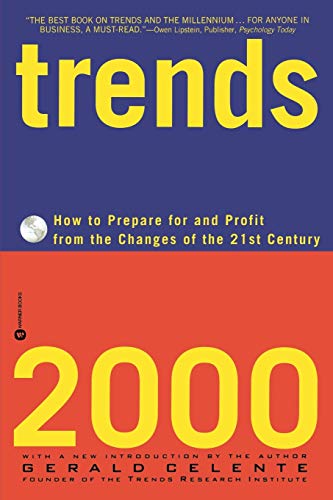 "THE BEST BOOK ON TRENDS AND THE MILLENNIUM ... FOR ANYONE IN
BUSINESS, A MUST-READ."—Owen Lipstein, Publisher, Psychology Today
trends
How to Prepare for and Profit
from the Changes of the 21st Century
WARNER BOOKS
2000
WITH A NEW INTRODUCTION BY THE AUTHOR
GERALD CELENTE
FOUNDER OF THE TRENDS RESEARCH INSTITUTE